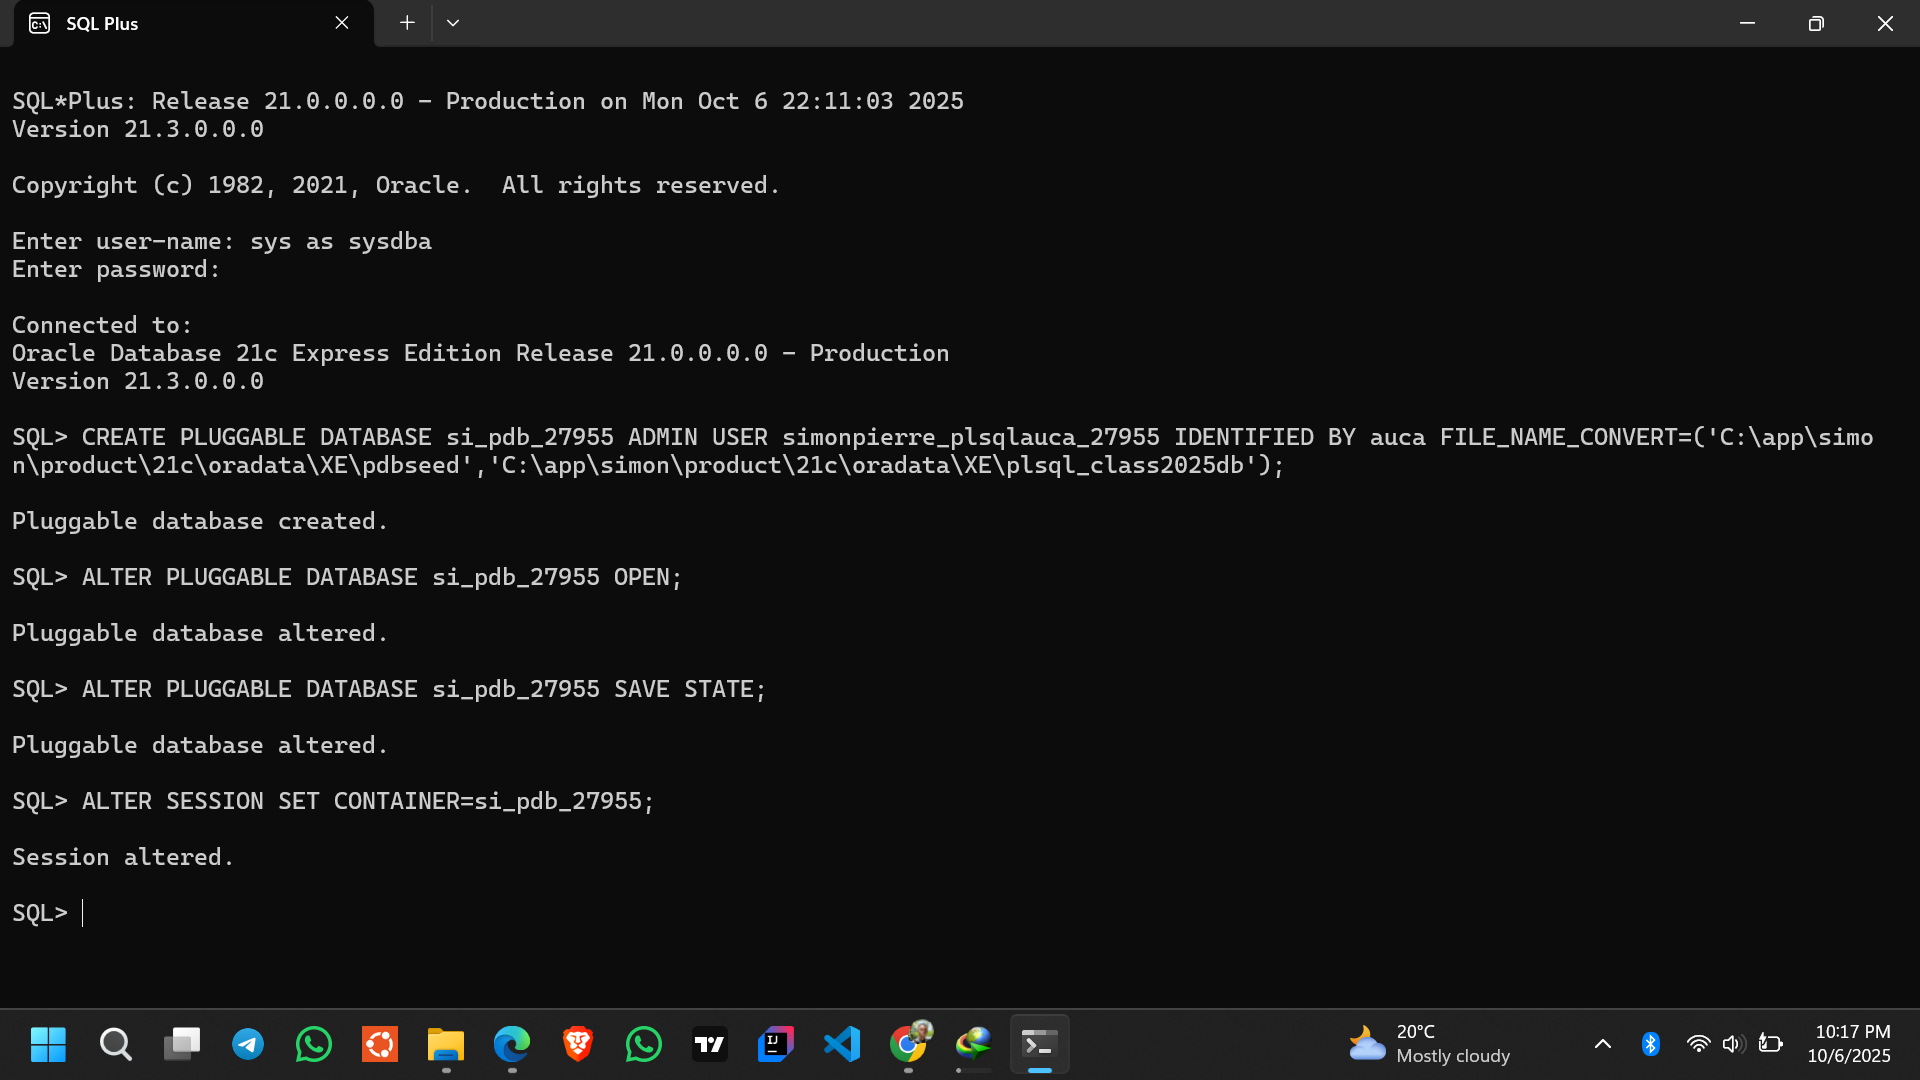 SQL Plus
SQL*Plus: Release 21.0.0.0.0 - Production on Mon Oct 6 22:11:03 2025
Version 21.3.0.0.0
Copyright (c) 1982, 2021, Oracle.  All rights reserved.
Enter user-name: sys as sysdba
Enter password:
Connected to:
Oracle Database 21c Express Edition Release 21.0.0.0.0 - Production
Version 21.3.0.0.0
SQL> CREATE PLUGGABLE DATABASE si_pdb_27955 ADMIN USER simonpierre_plsqlauca_27955 IDENTIFIED BY auca FILE_NAME_CONVERT=('C:\app\simo
n\product\21c\oradata\XE\pdbseed','C:\app\simon\product\21c\oradata\XE\plsql_class2025db');
Pluggable database created.
SQL> ALTER PLUGGABLE DATABASE si_pdb_27955 OPEN;
Pluggable database altered.
SQL> ALTER PLUGGABLE DATABASE si_pdb_27955 SAVE STATE;
Pluggable database altered.
SQL> ALTER SESSION SET CONTAINER=si_pdb_27955;
Session altered.
SQL>
20°C
Mostly cloudy
10:17 PM
10/6/2025